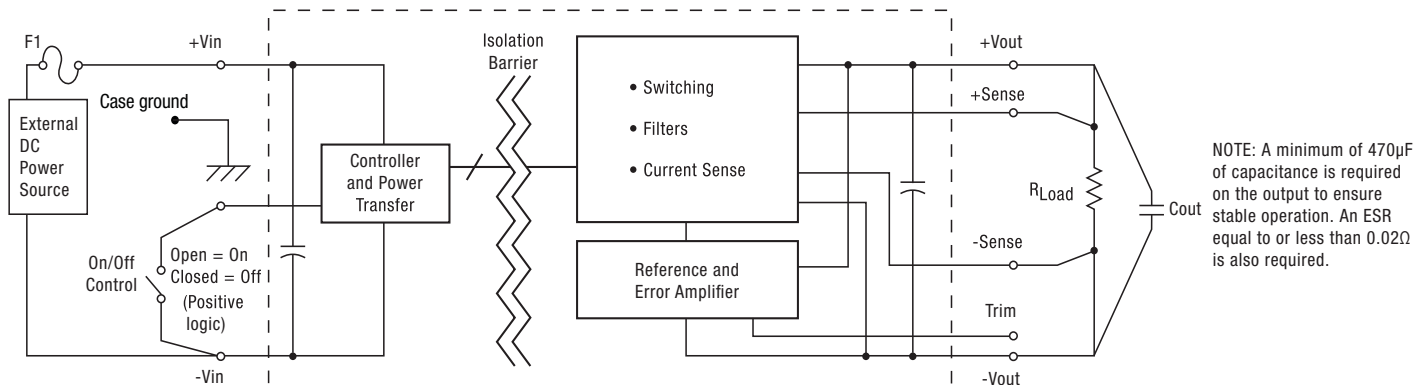 F1
+Vin
Isolation
Barrier
+Vout
Case ground
+Sense
External
DC
Power
Source
• Switching
• Filters
• Current Sense
Controller
and Power
Transfer
RLoad
Cout
NOTE: A minimum of 470µF
of capacitance is required
on the output to ensure
stable operation. An ESR
equal to or less than 0.02Ω
is also required.
On/Off
Control
Open = On
Closed = Off
(Positive
logic)
Reference and
Error Amplifier
-Sense
Trim
-Vin
-Vout